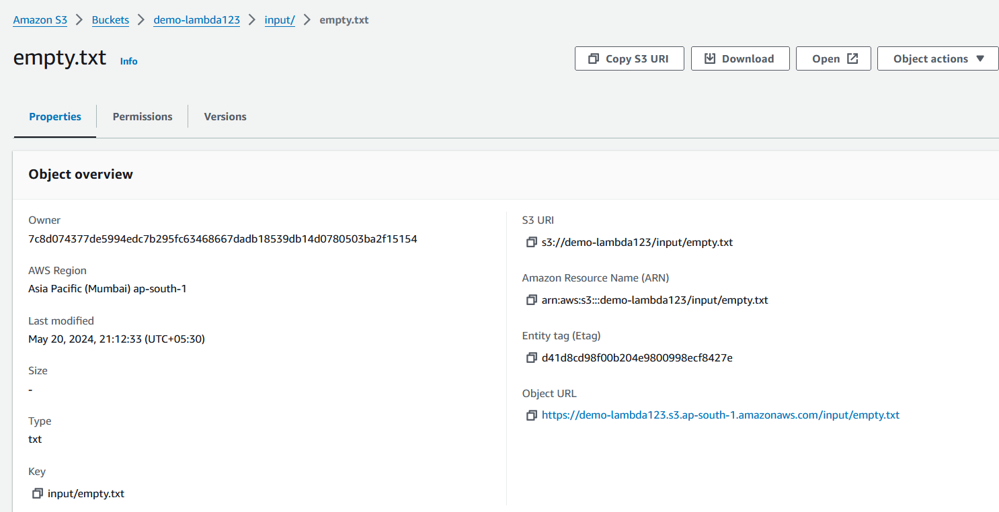 Amazon S3 > Buckets > demo-lambda123 > input/ > empty.txt
empty.txt Info
Copy S3 URI Download Open Object actions
Properties Permissions Versions
Object overview
Owner
7c8d074377de5994edc7b295fc63468667dadb18539db14d0780503ba2f15154
AWS Region
Asia Pacific (Mumbai) ap-south-1
Last modified
May 20, 2024, 21:12:33 (UTC+05:30)
Size
-
Type
txt
Key
input/empty.txt
S3 URI
s3://demo-lambda123/input/empty.txt
Amazon Resource Name (ARN)
arn:aws:s3:::demo-lambda123/input/empty.txt
Entity tag (Etag)
d41d8cd98f00b204e9800998ecf8427e
Object URL
https://demo-lambda123.s3.ap-south-1.amazonaws.com/input/empty.txt